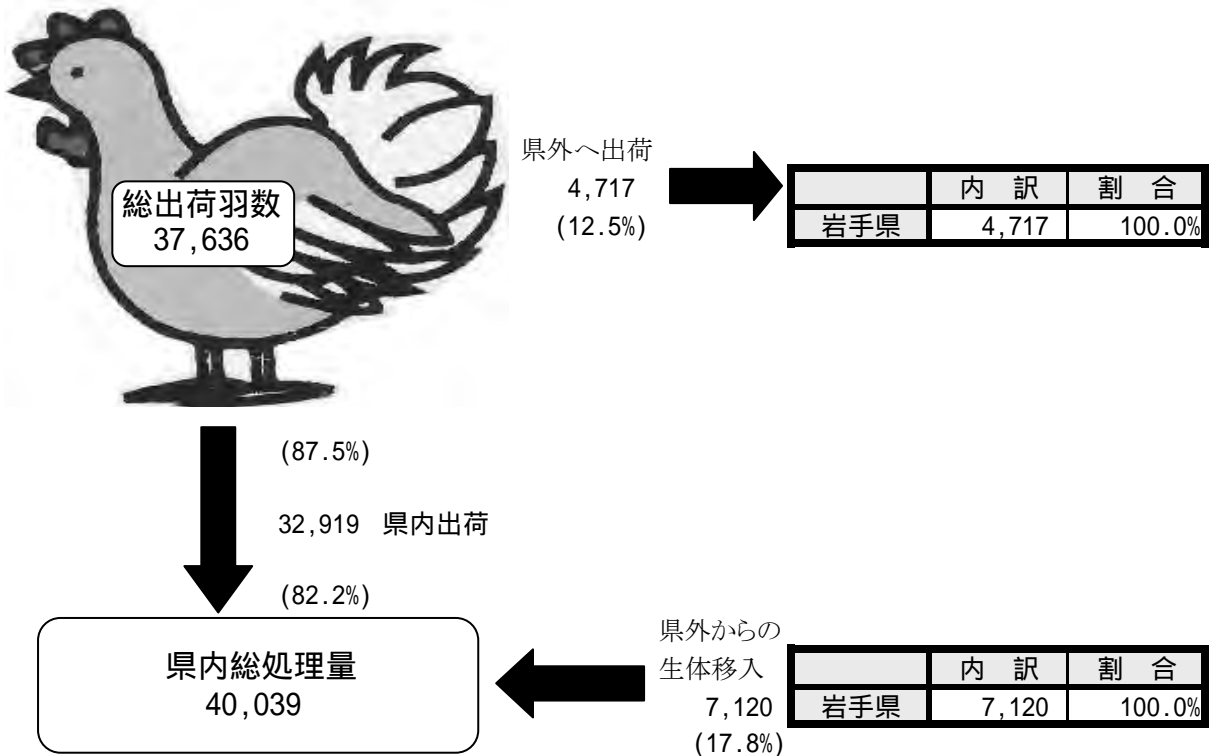 総出荷羽数
37,636
県外へ出荷
4,717
(12.5%)
内 訳 割 合
岩手県 4,717 100.0%
(87.5%)
32,919 県内出荷
(82.2%)
県内総処理量
40,039
県外からの
生体移入
7,120
(17.8%)
内 訳 割 合
岩手県 7,120 100.0%